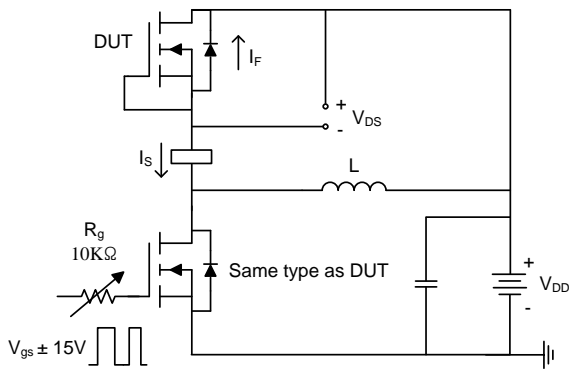 DUT
I_F
+
V_DS
-
I_S
L
R_g
10KΩ
Same type as DUT
+
V_DD
-
V_gs ± 15V